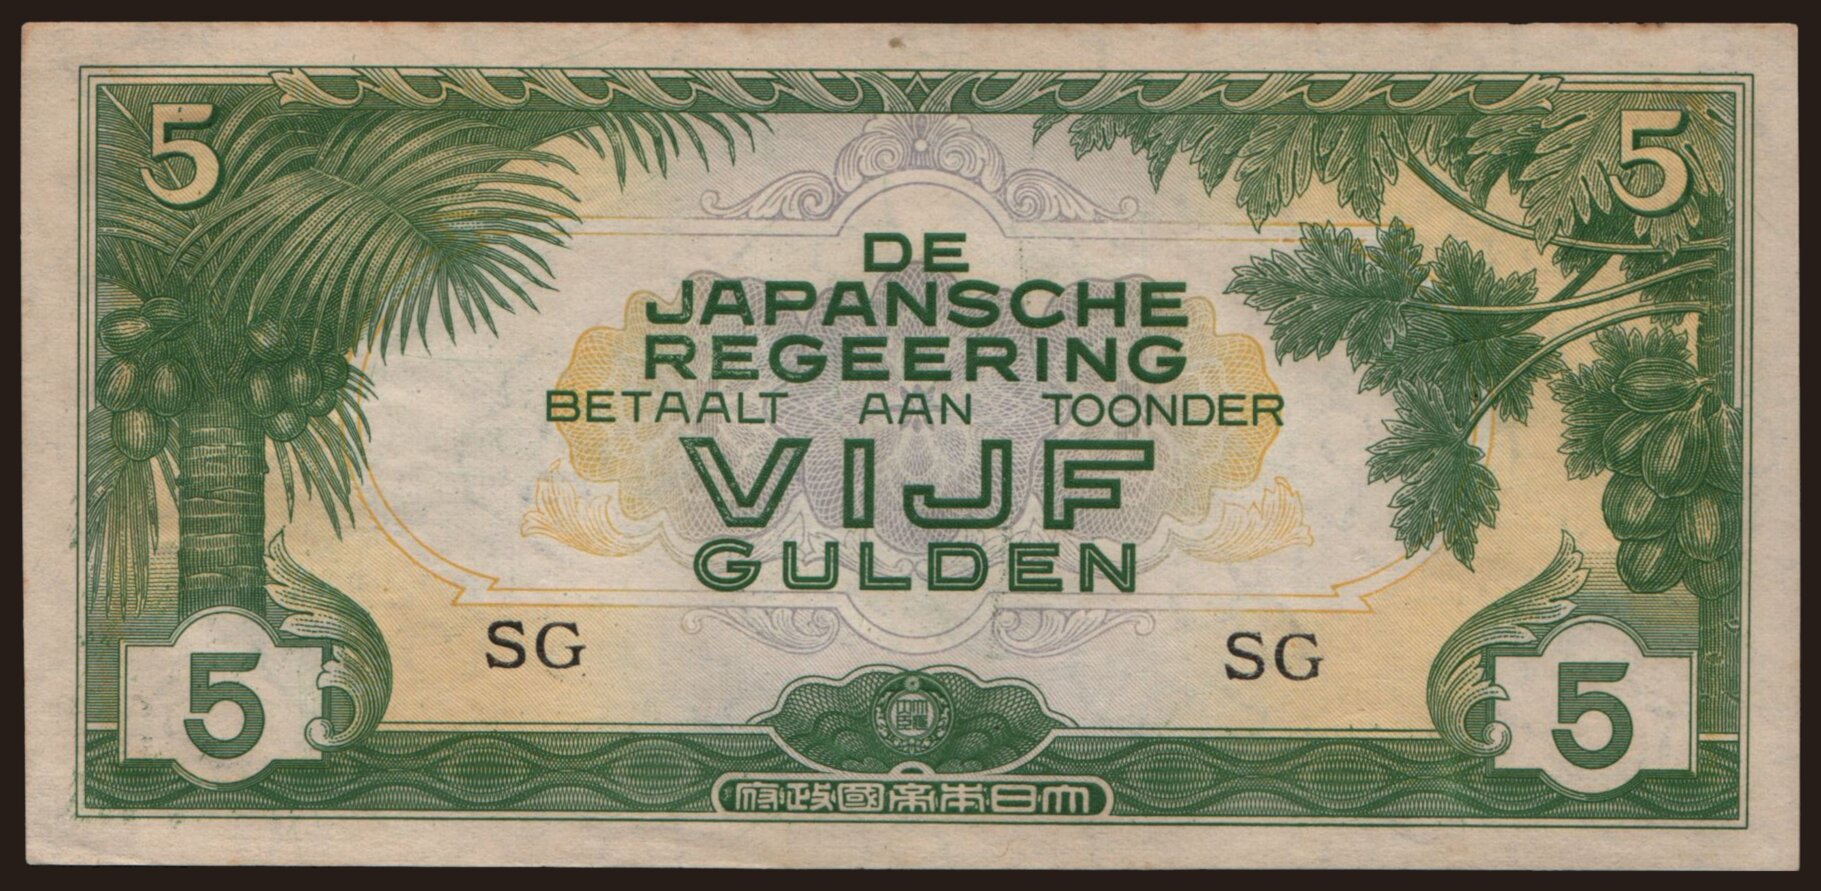 5 5
DE
JAPANSCHE
REGEERING
BETAALT AAN TOONDER
VIJF
GULDEN
SG SG
5 5
府政國帝本日大